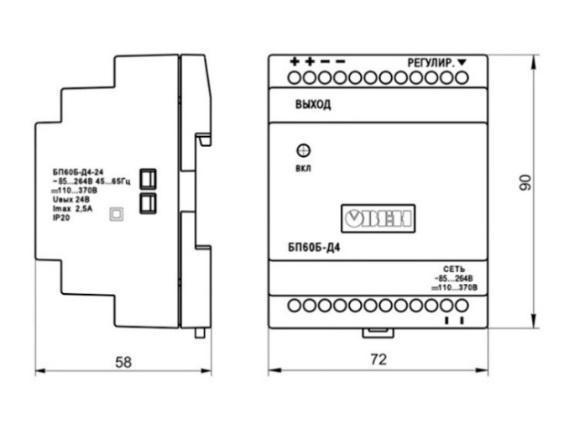 БП60Б-Д4-24
~85...264В 45...65Гц
⎓110...370В
Uвых 24В
Imax 2,5А
IP20
58
+ + − −
РЕГУЛИР. ▼
ВЫХОД
ВКЛ
ОВЕН
БП60Б-Д4
СЕТЬ
~85...264В
⎓110...370В
72
90